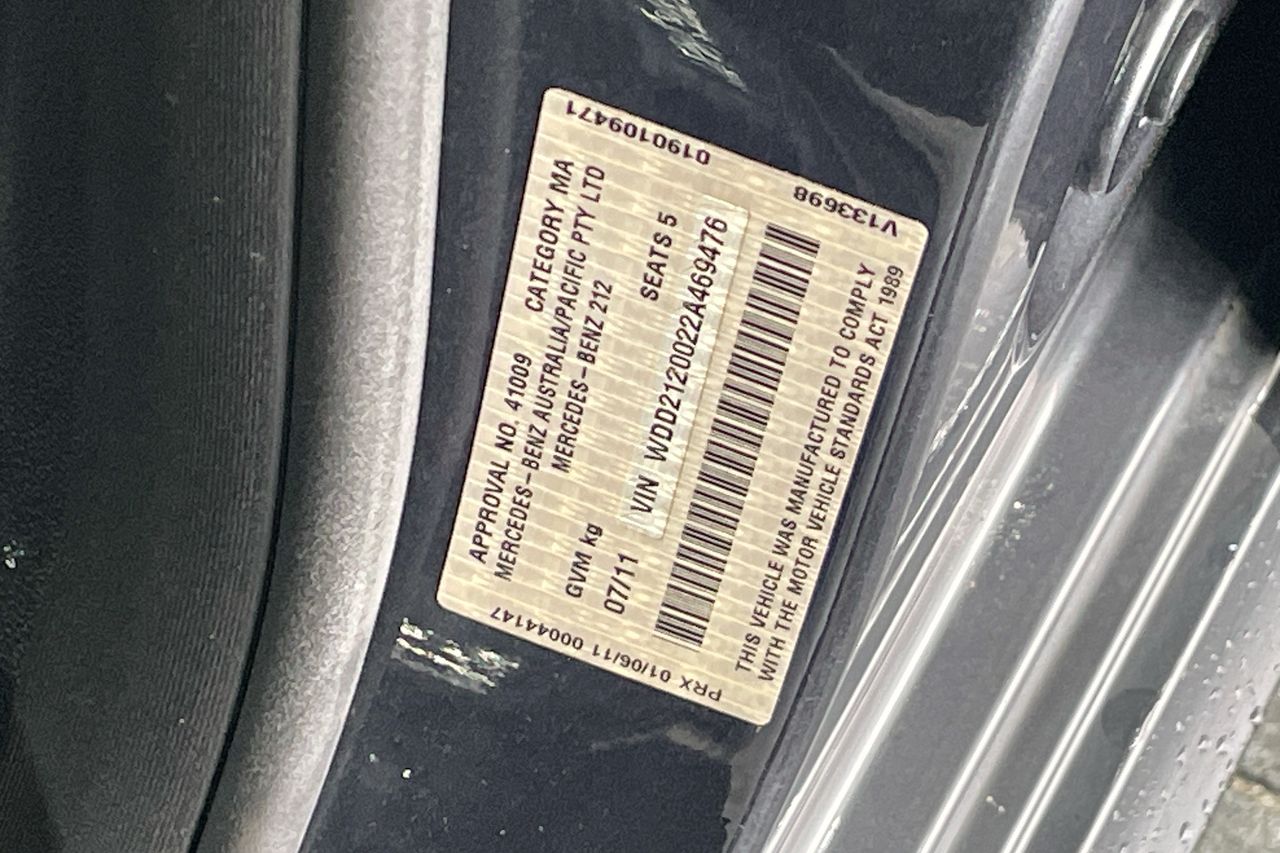 APPROVAL NO. 41009 CATEGORY MA
MERCEDES-BENZ AUSTRALIA/PACIFIC PTY LTD
MERCEDES-BENZ 212
GVM kg SEATS 5
07/11 VIN WDD2120022A469476
THIS VEHICLE WAS MANUFACTURED TO COMPLY
WITH THE MOTOR VEHICLE STANDARDS ACT 1989
PRX 01/06/11 00044147
0190109471
V133698